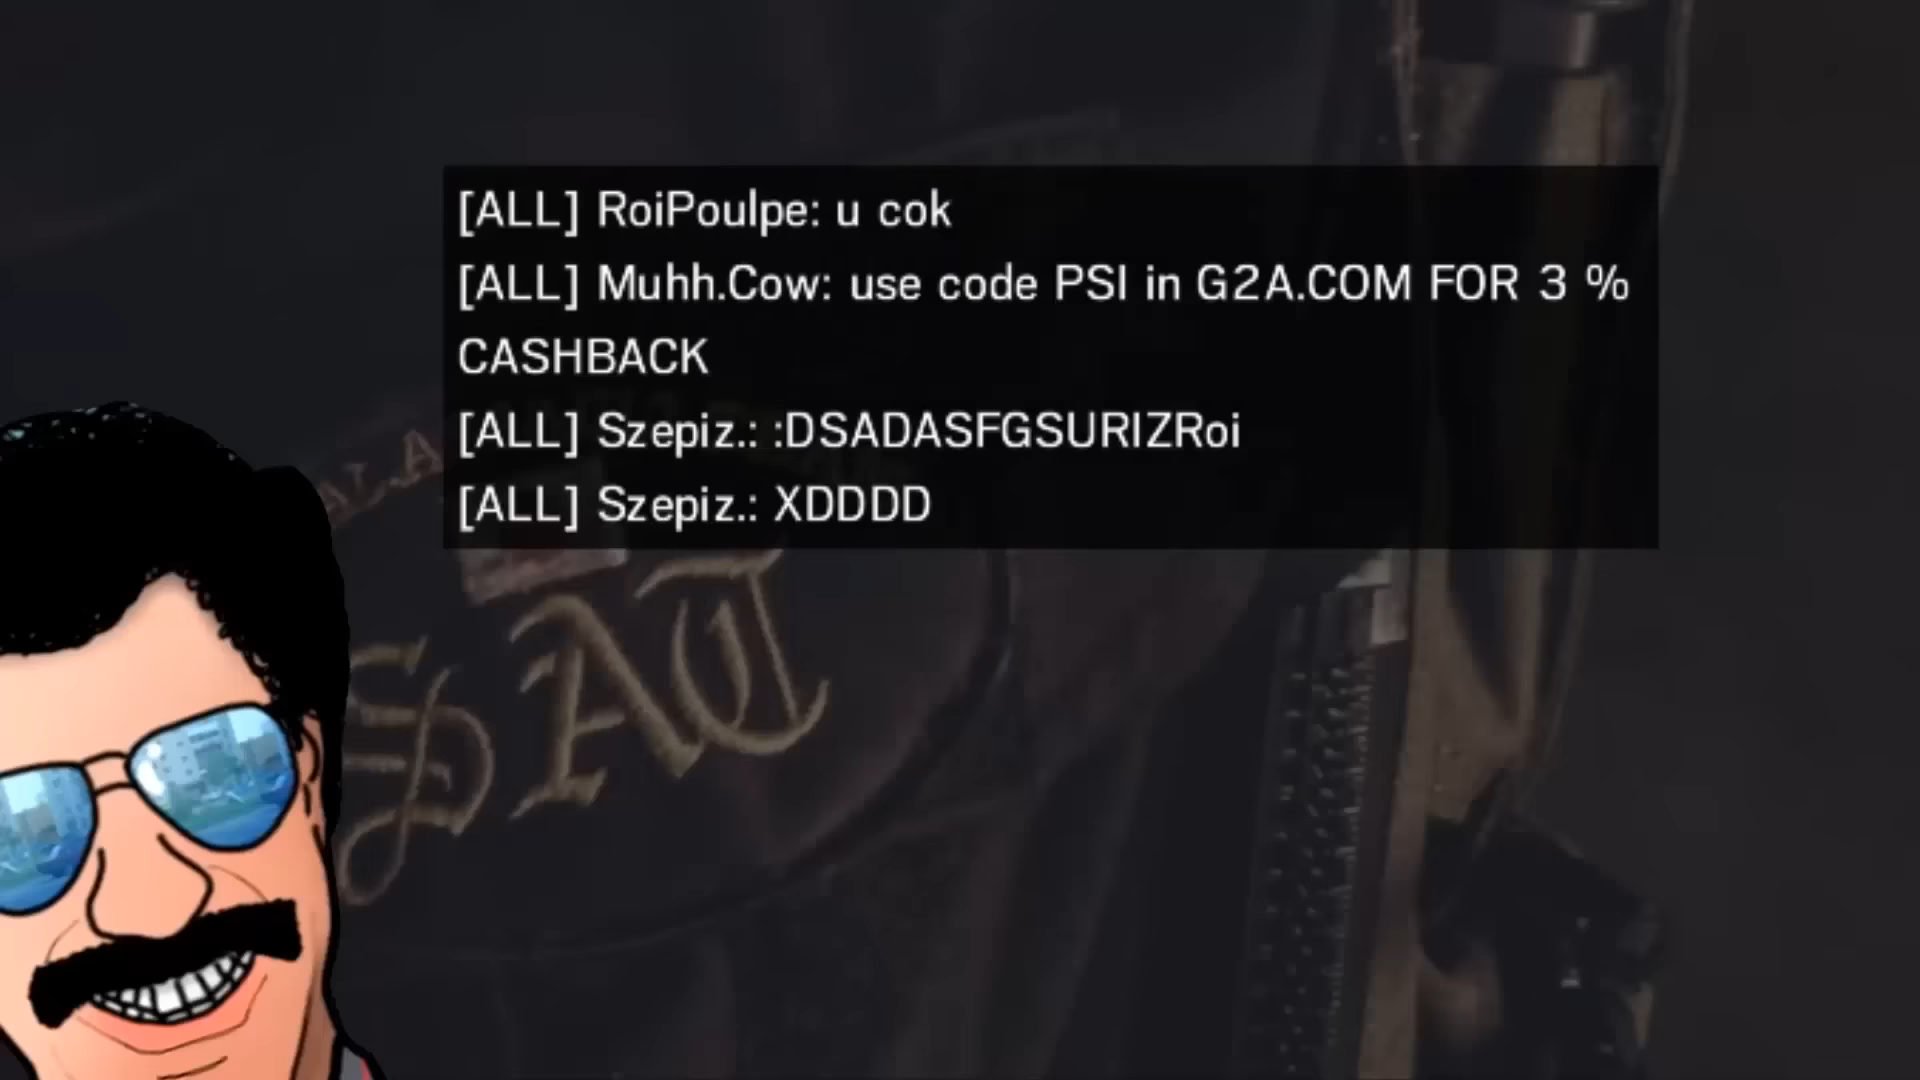 [ALL] RoiPoulpe: u cok
[ALL] Muhh.Cow: use code PSI in G2A.COM FOR 3 %
CASHBACK
[ALL] Szepiz.: :DSADASFGSURIZRoi
[ALL] Szepiz.: XDDDD
SAT